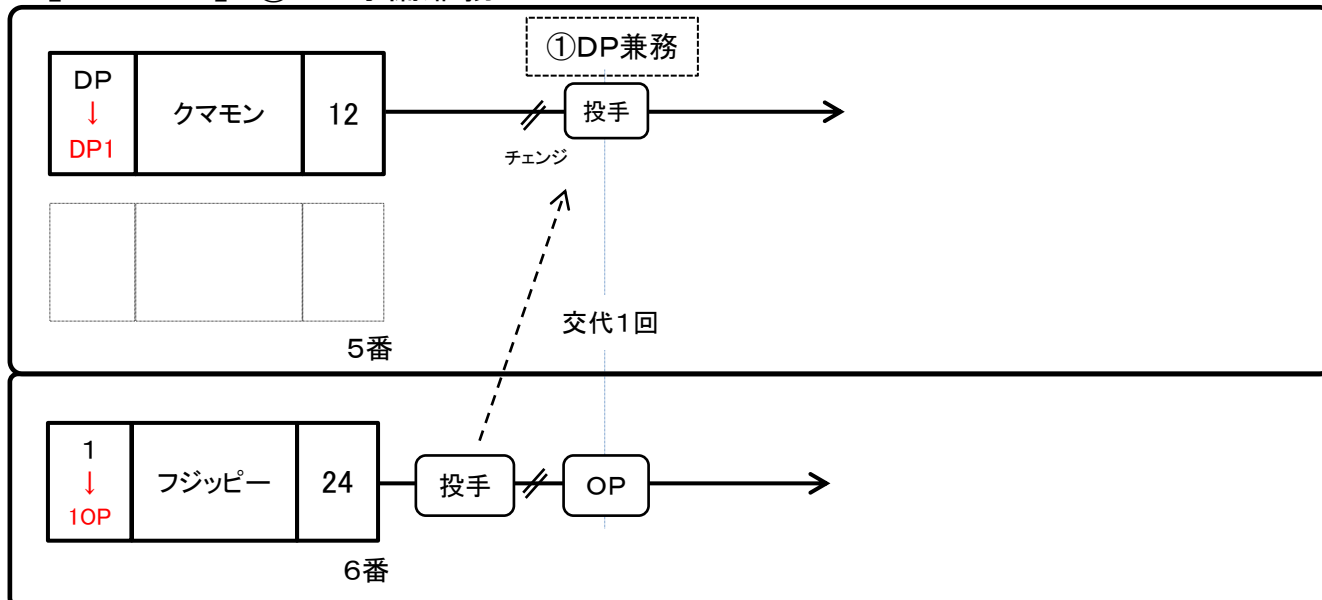 ①DP兼務
DP
↓
DP1
クマモン
12
投手
チェンジ
交代1回
5番
1
↓
1OP
フジッピー
24
投手
OP
6番